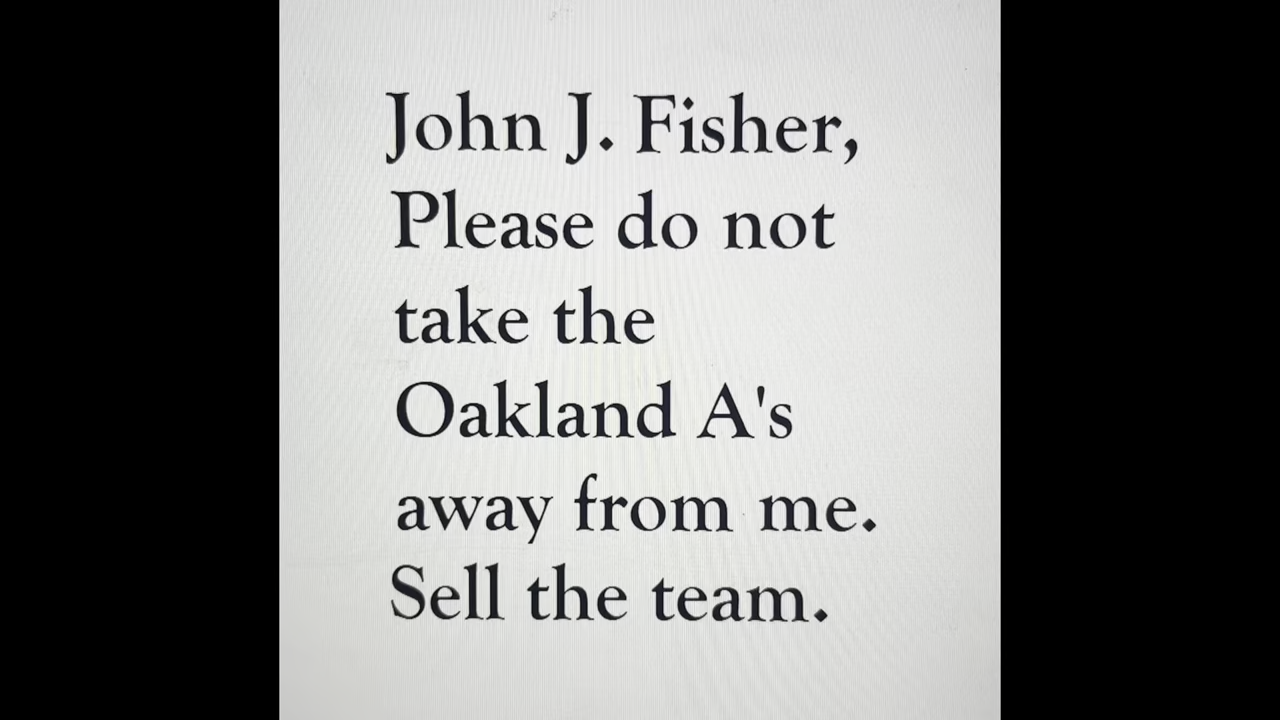 John J. Fisher,
Please do not
take the
Oakland A's
away from me.
Sell the team.